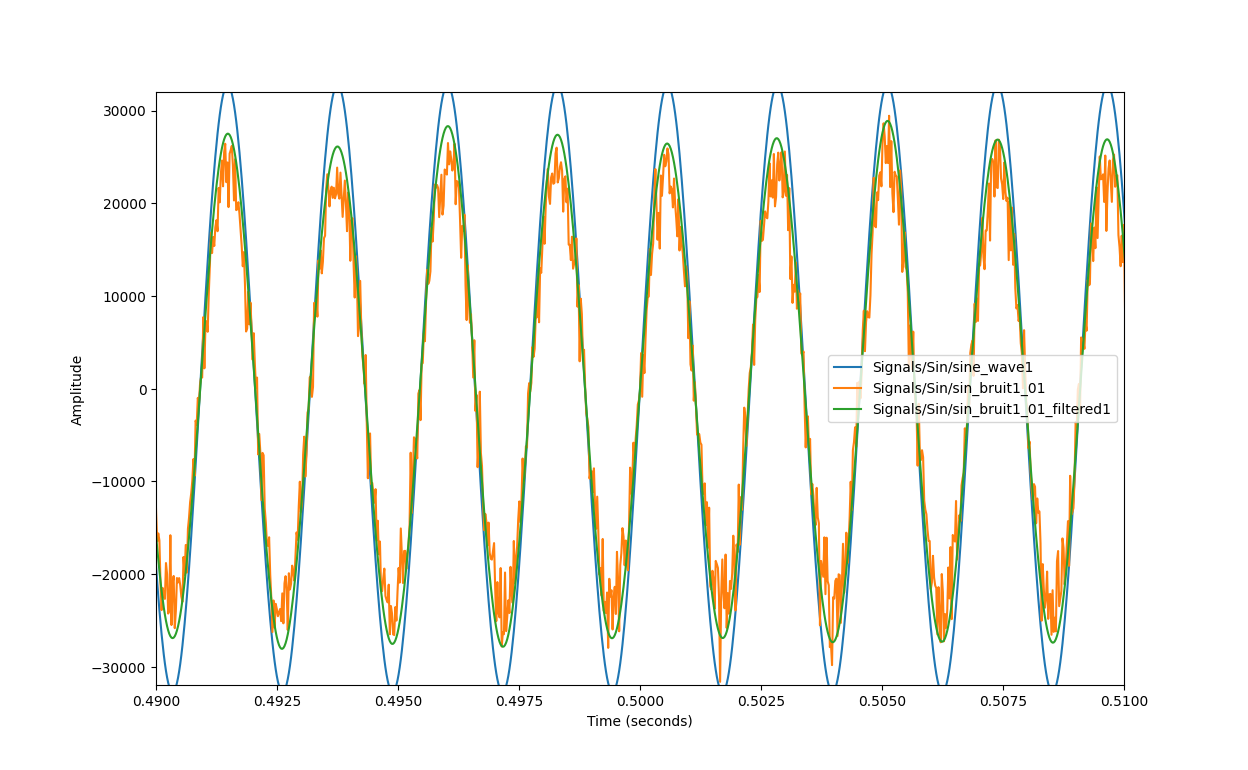 30000
20000
10000
0
−10000
−20000
−30000
Amplitude
Signals/Sin/sine_wave1
Signals/Sin/sin_bruit1_01
Signals/Sin/sin_bruit1_01_filtered1
0.4900 0.4925 0.4950 0.4975 0.5000 0.5025 0.5050 0.5075 0.5100
Time (seconds)